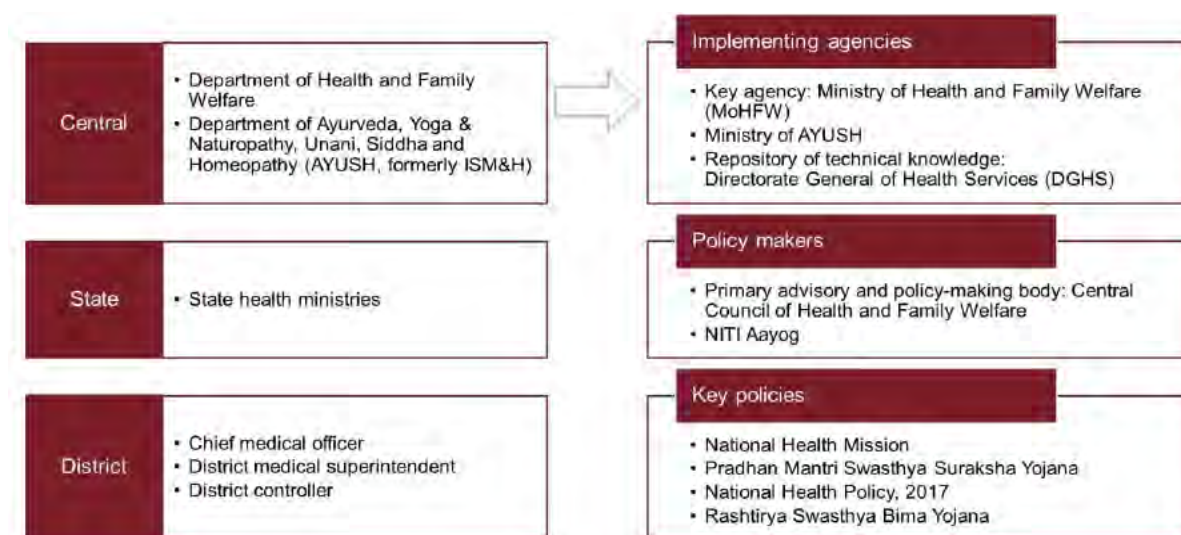 Central
• Department of Health and Family
Welfare
• Department of Ayurveda, Yoga &
Naturopathy, Unani, Siddha and
Homeopathy (AYUSH, formerly ISM&H)
Implementing agencies
• Key agency: Ministry of Health and Family Welfare
(MoHFW)
• Ministry of AYUSH
• Repository of technical knowledge:
Directorate General of Health Services (DGHS)
State
• State health ministries
Policy makers
• Primary advisory and policy-making body: Central
Council of Health and Family Welfare
• NITI Aayog
District
• Chief medical officer
• District medical superintendent
• District controller
Key policies
• National Health Mission
• Pradhan Mantri Swasthya Suraksha Yojana
• National Health Policy, 2017
• Rashtirya Swasthya Bima Yojana